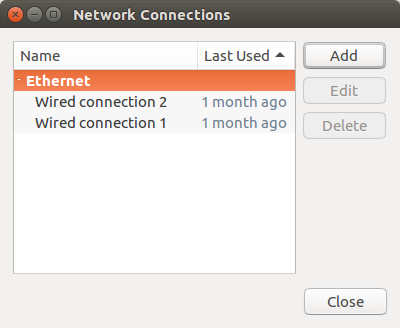 Network Connections
Name Last Used
Add
Ethernet
Edit
Wired connection 2 1 month ago
Wired connection 1 1 month ago
Delete
Close